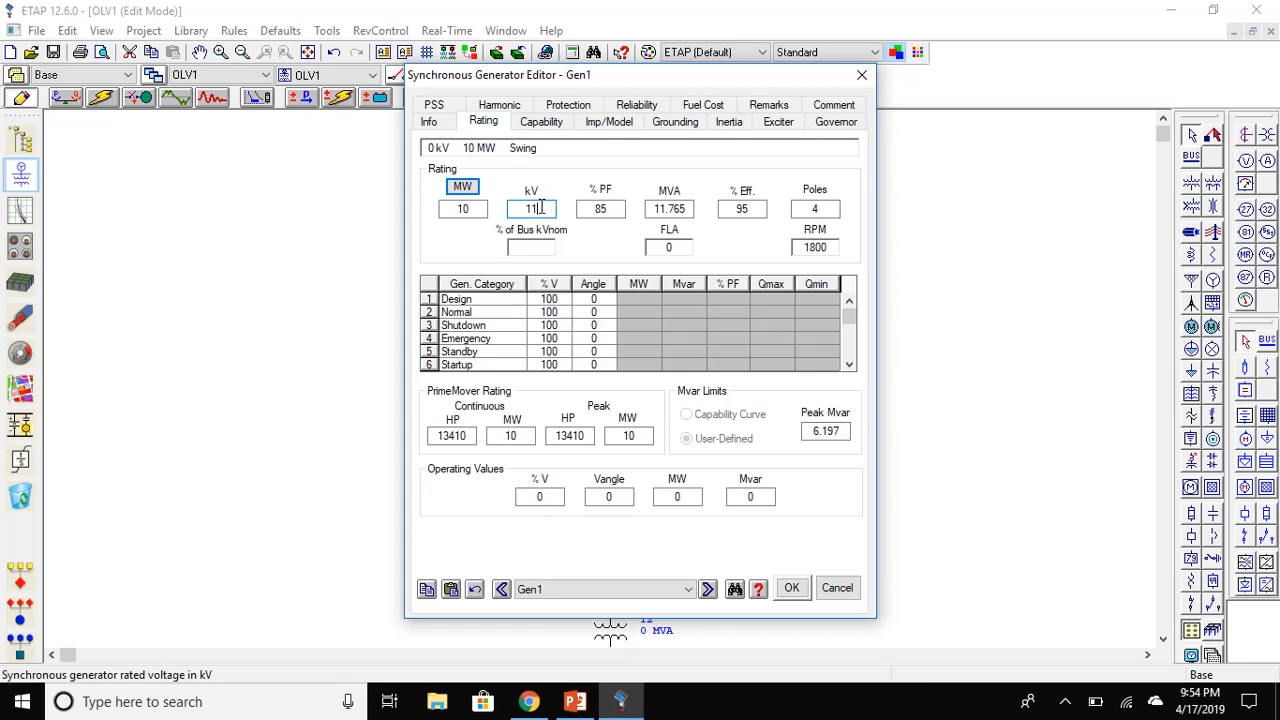 ETAP 12.6.0 - [OLV1 (Edit Mode)]
File Edit View Project Library Rules Defaults Tools RevControl Real-Time Window Help
ETAP (Default) Standard
Base OLV1 OLV1
Synchronous Generator Editor - Gen1
PSS Harmonic Protection Reliability Fuel Cost Remarks Comment
Info Rating Capability Imp/Model Grounding Inertia Exciter Governor
0 kV 10 MW Swing
Rating
MW kV % PF MVA % Eff. Poles
10 11 85 11.765 95 4
% of Bus kVnom FLA RPM
0 1800
Gen. Category % V Angle MW Mvar % PF Qmax Qmin
1 Design 100 0
2 Normal 100 0
3 Shutdown 100 0
4 Emergency 100 0
5 Standby 100 0
6 Startup 100 0
PrimeMover Rating
Continuous Peak
HP MW HP MW
13410 10 13410 10
Mvar Limits
Capability Curve
User-Defined
Peak Mvar
6.197
Operating Values
% V Vangle MW Mvar
0 0 0 0
Gen1
OK Cancel
0 MVA
BUS
BUS
Synchronous generator rated voltage in kV
Base
Type here to search
9:54 PM
4/17/2019